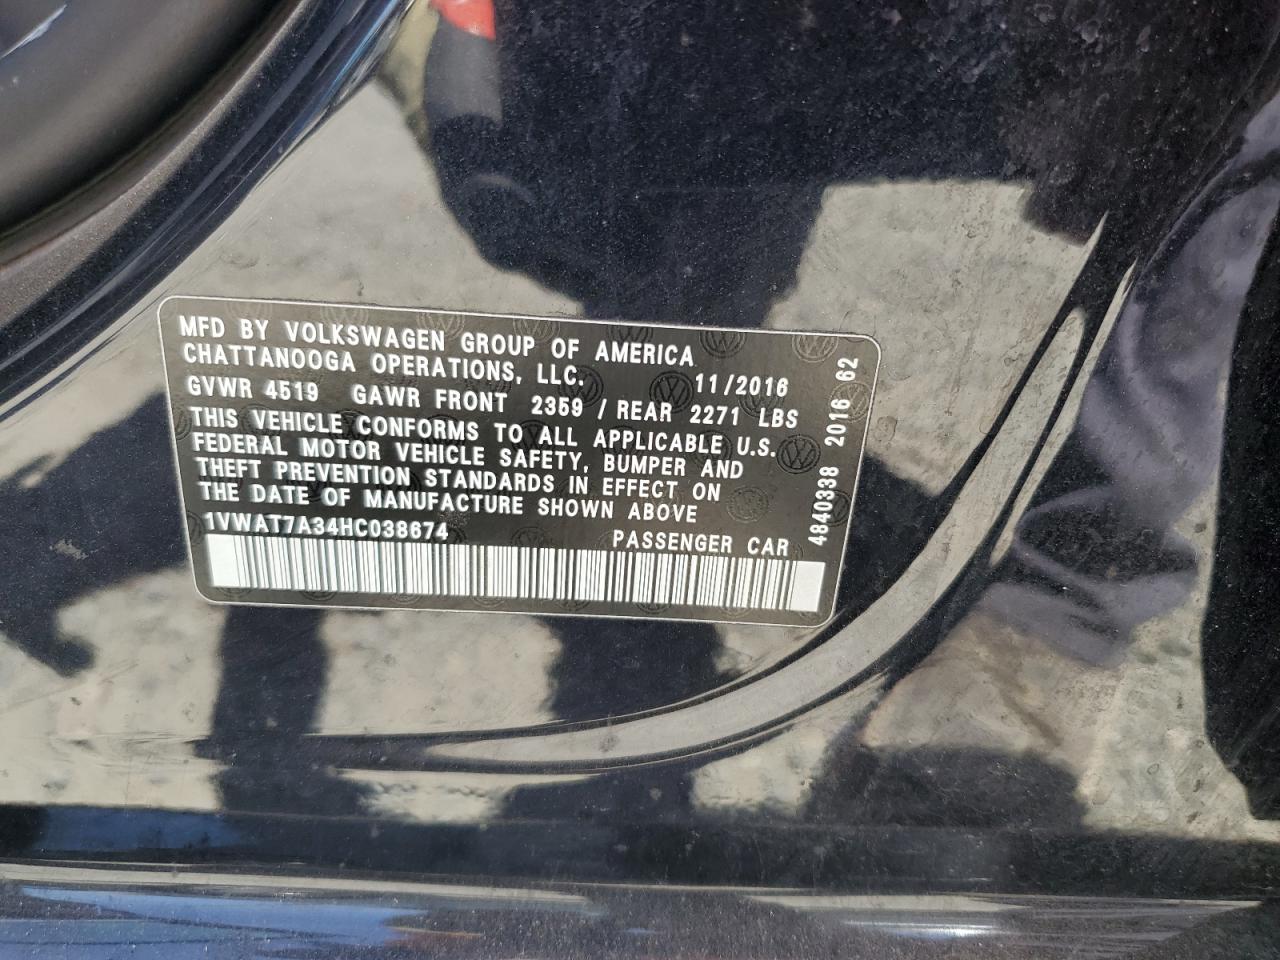 MFD BY VOLKSWAGEN GROUP OF AMERICA
CHATTANOOGA OPERATIONS, LLC. 11/2016
GVWR 4519 GAWR FRONT 2359 / REAR 2271 LBS
THIS VEHICLE CONFORMS TO ALL APPLICABLE U.S.
FEDERAL MOTOR VEHICLE SAFETY, BUMPER AND
THEFT PREVENTION STANDARDS IN EFFECT ON
THE DATE OF MANUFACTURE SHOWN ABOVE
1VWAT7A34HC038674 PASSENGER CAR
4840338 2016 62